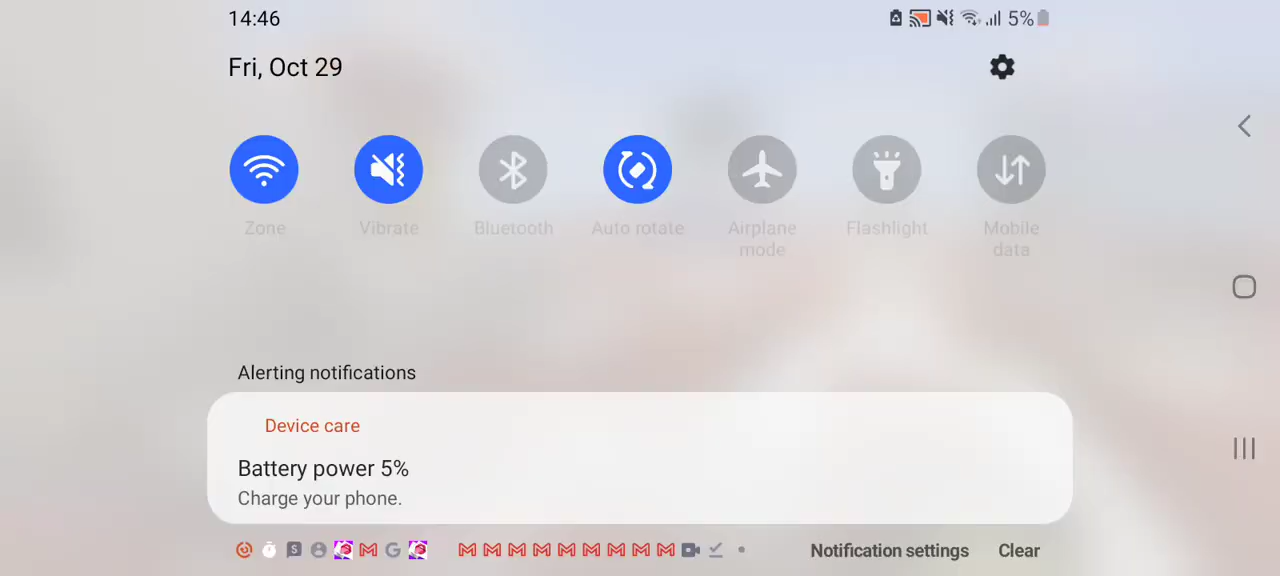 14:46
5%
Fri, Oct 29
Zone
Vibrate
Bluetooth
Auto rotate
Airplane
mode
Flashlight
Mobile
data
Alerting notifications
Device care
Battery power 5%
Charge your phone.
Notification settings
Clear